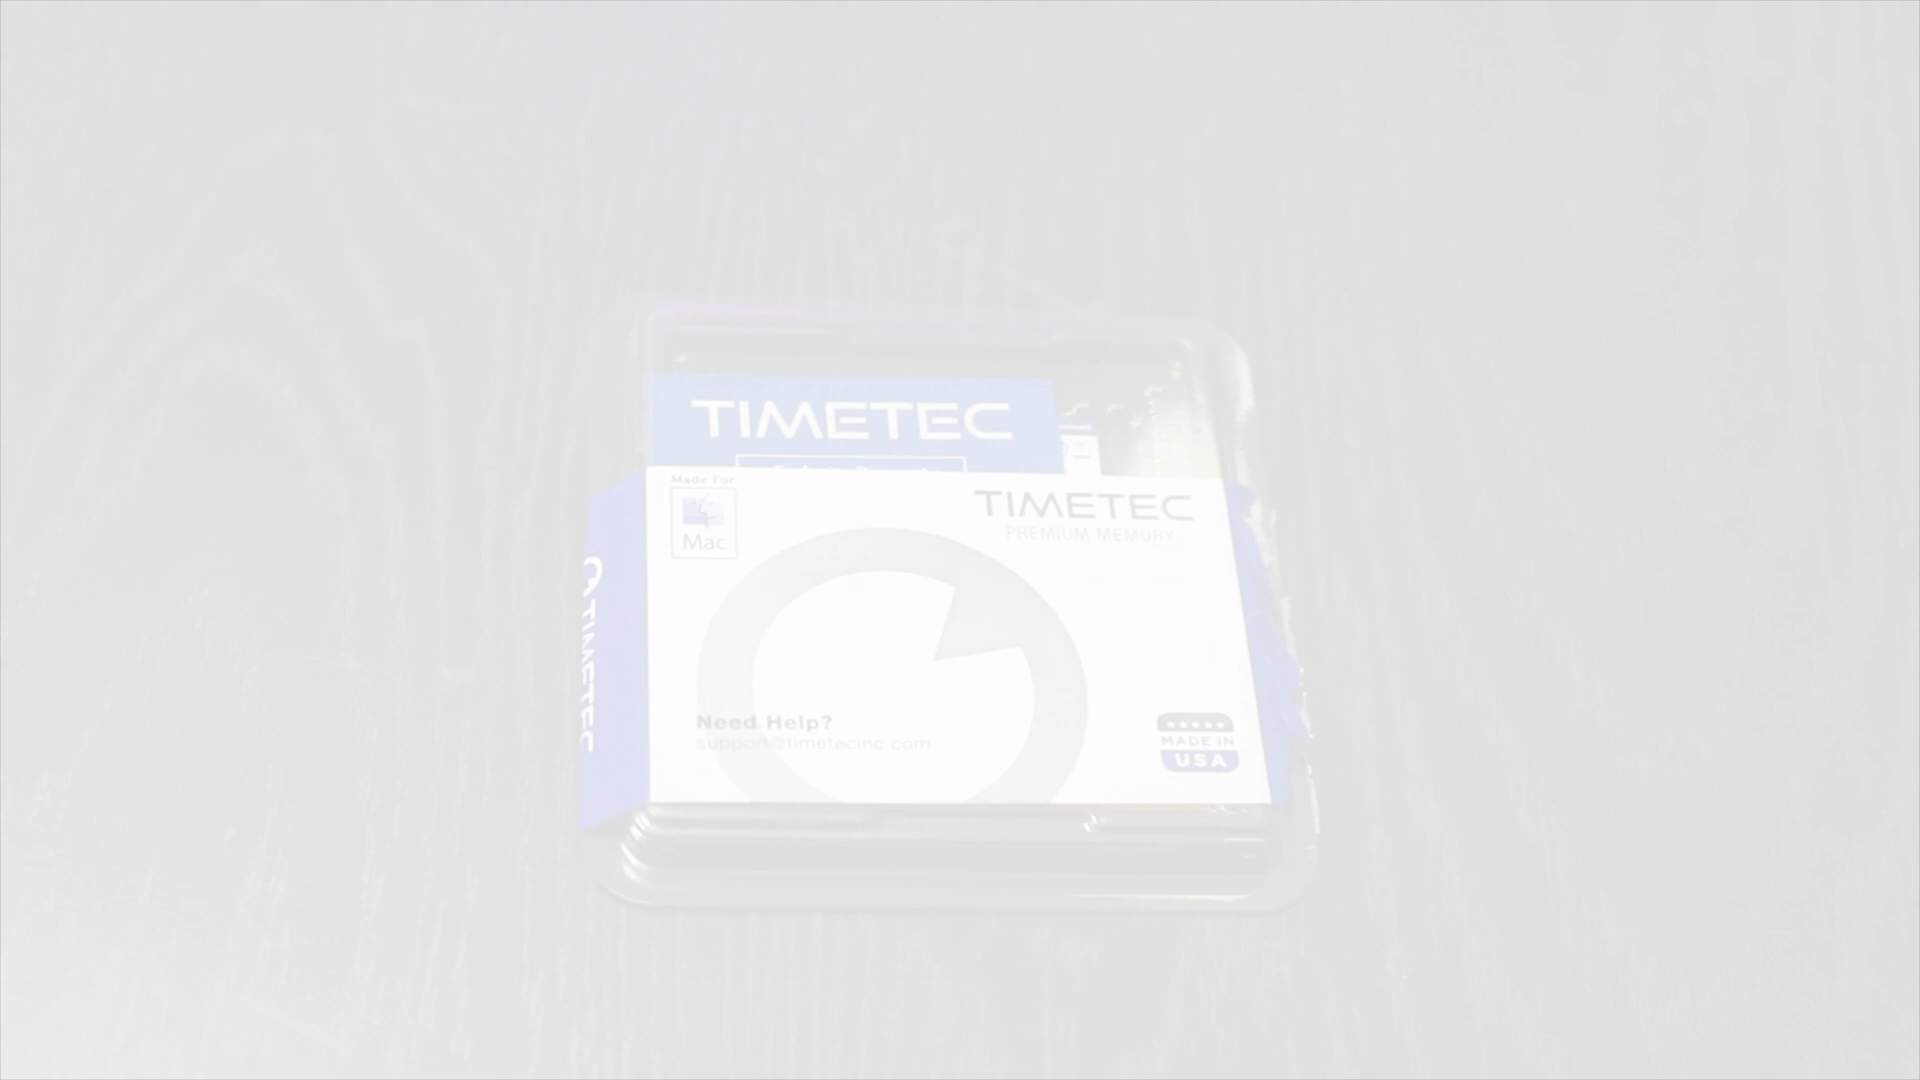 TIMETEC
Made For
Mac
TIMETEC
PREMIUM MEMORY
TIMETEC
Need Help?
support@timetecinc.com
MADE IN
USA